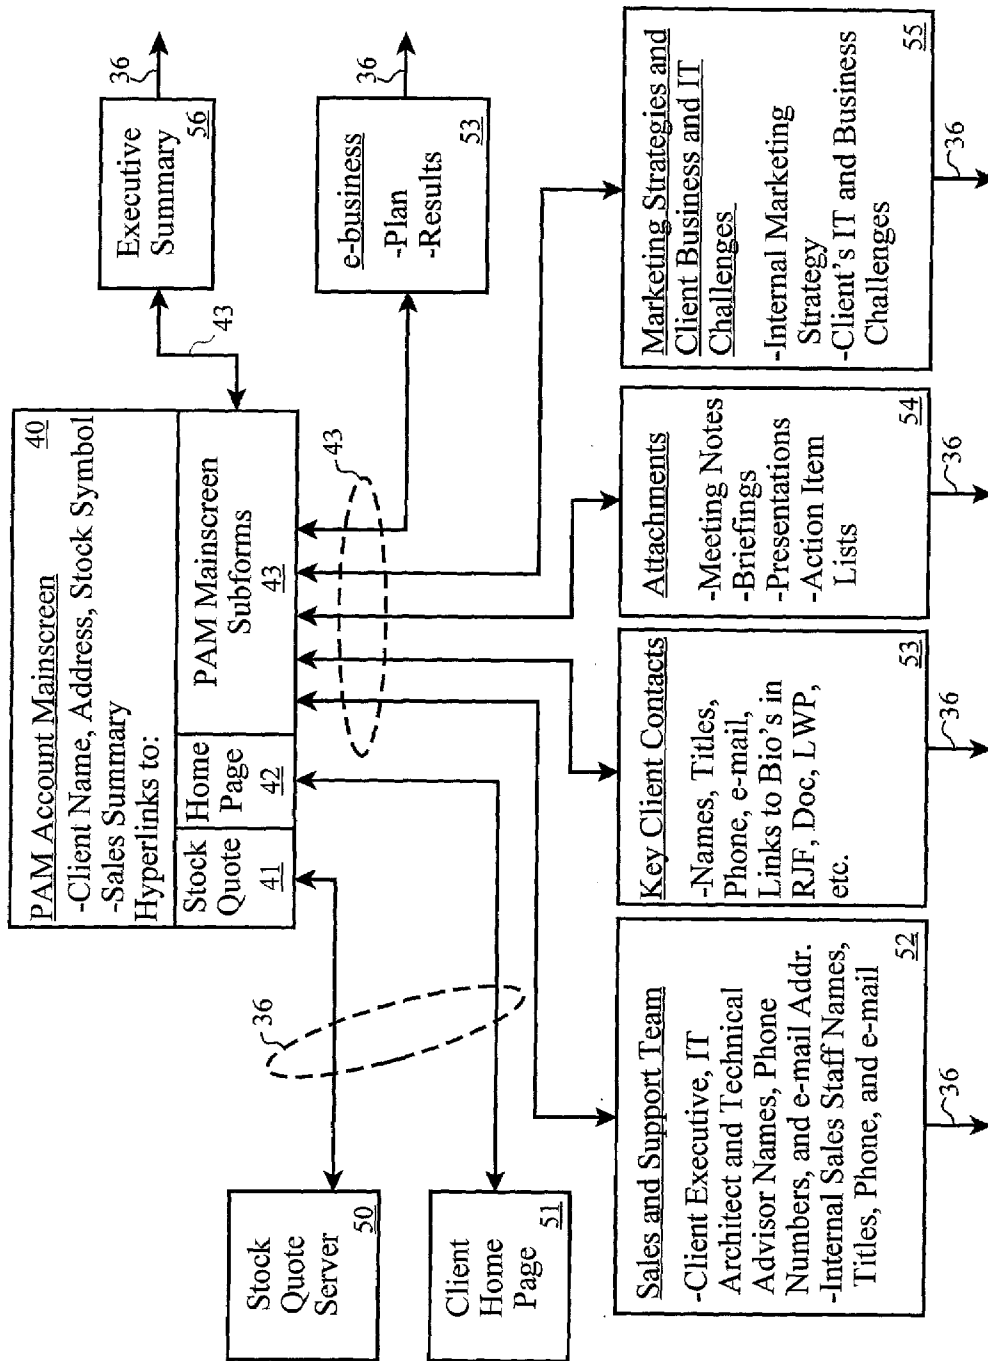 PAM Account Mainscreen
40
-Client Name, Address, Stock Symbol
-Sales Summary
Hyperlinks to:
Stock
Quote
41
Home
Page
42
PAM Mainscreen
Subforms
43
43
Executive
Summary
56
36
e-business
-Plan
-Results
53
36
43
36
Stock
Quote
Server
50
Client
Home
Page
51
Sales and Support Team
-Client Executive, IT
Architect and Technical
Advisor Names, Phone
Numbers, and e-mail Addr.
-Internal Sales Staff Names,
Titles, Phone, and e-mail
52
36
Key Client Contacts
-Names, Titles,
Phone, e-mail,
Links to Bio's in
RJF, Doc, LWP,
etc.
53
36
Attachments
-Meeting Notes
-Briefings
-Presentations
-Action Item
Lists
54
36
Marketing Strategies and
Client Business and IT
Challenges
-Internal Marketing
Strategy
-Client's IT and Business
Challenges
55
36